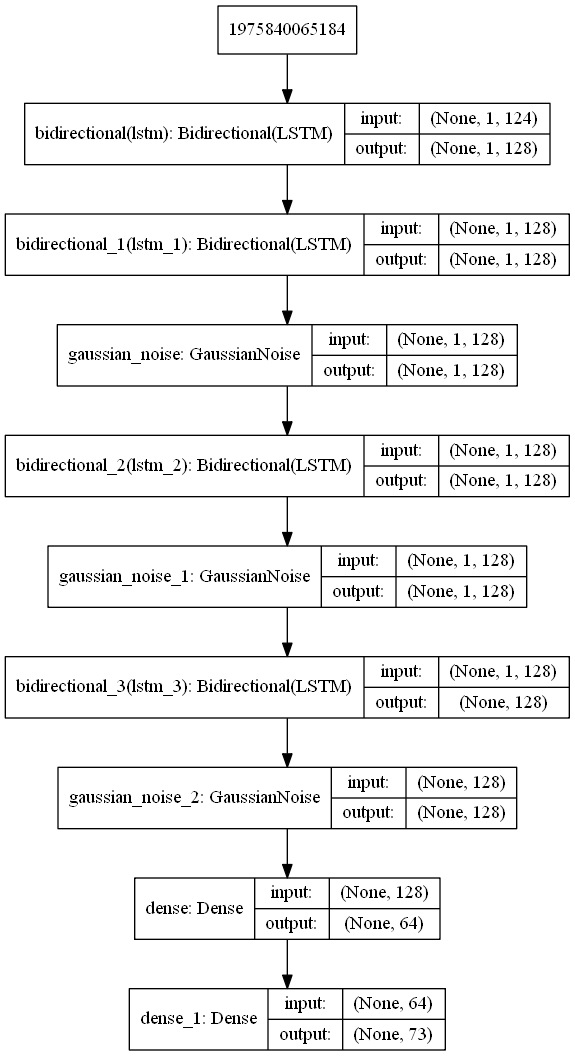 1975840065184
bidirectional(lstm): Bidirectional(LSTM)
input: (None, 1, 124)
output: (None, 1, 128)
bidirectional_1(lstm_1): Bidirectional(LSTM)
input: (None, 1, 128)
output: (None, 1, 128)
gaussian_noise: GaussianNoise
input: (None, 1, 128)
output: (None, 1, 128)
bidirectional_2(lstm_2): Bidirectional(LSTM)
input: (None, 1, 128)
output: (None, 1, 128)
gaussian_noise_1: GaussianNoise
input: (None, 1, 128)
output: (None, 1, 128)
bidirectional_3(lstm_3): Bidirectional(LSTM)
input: (None, 1, 128)
output: (None, 128)
gaussian_noise_2: GaussianNoise
input: (None, 128)
output: (None, 128)
dense: Dense
input: (None, 128)
output: (None, 64)
dense_1: Dense
input: (None, 64)
output: (None, 73)